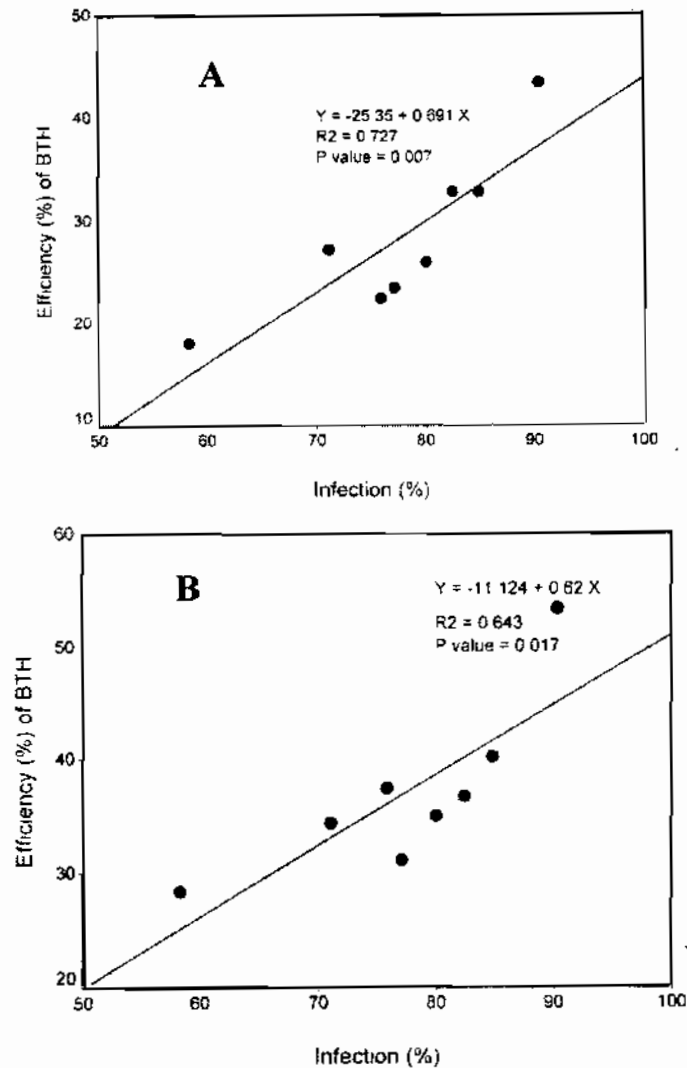 50
40
30
20
10
A
Y = -25 35 + 0 691 X
R2 = 0 727
P value = 0 007
Efficiency (%) of BTH
50 60 70 80 90 100
Infection (%)
60
50
40
30
20
B
Y = -11 124 + 0 62 X
R2 = 0 643
P value = 0 017
Efficiency (%) of BTH
50 60 70 80 90 100
Infection (%)